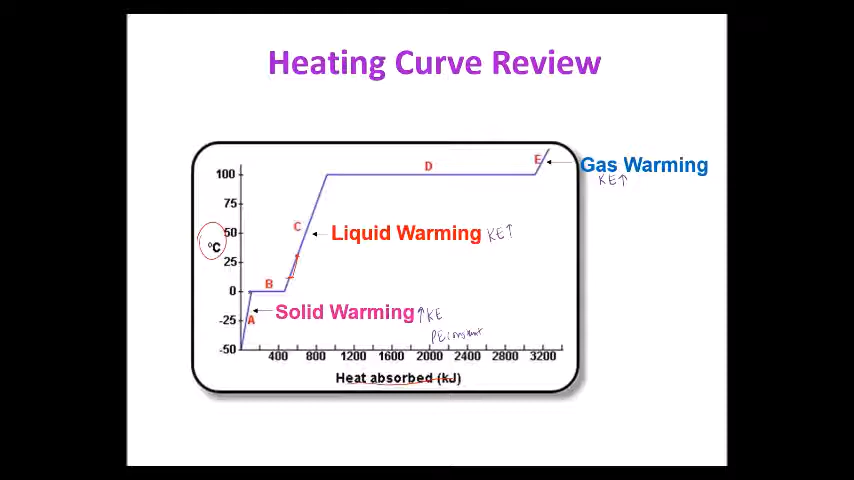 Heating Curve Review
D
E
Gas Warming
KE↑
100
75
C
50
Liquid Warming KE↑
°C
25
B
0
A
Solid Warming ↑KE
-25
PE constant
-50
400 800 1200 1600 2000 2400 2800 3200
Heat absorbed (kJ)